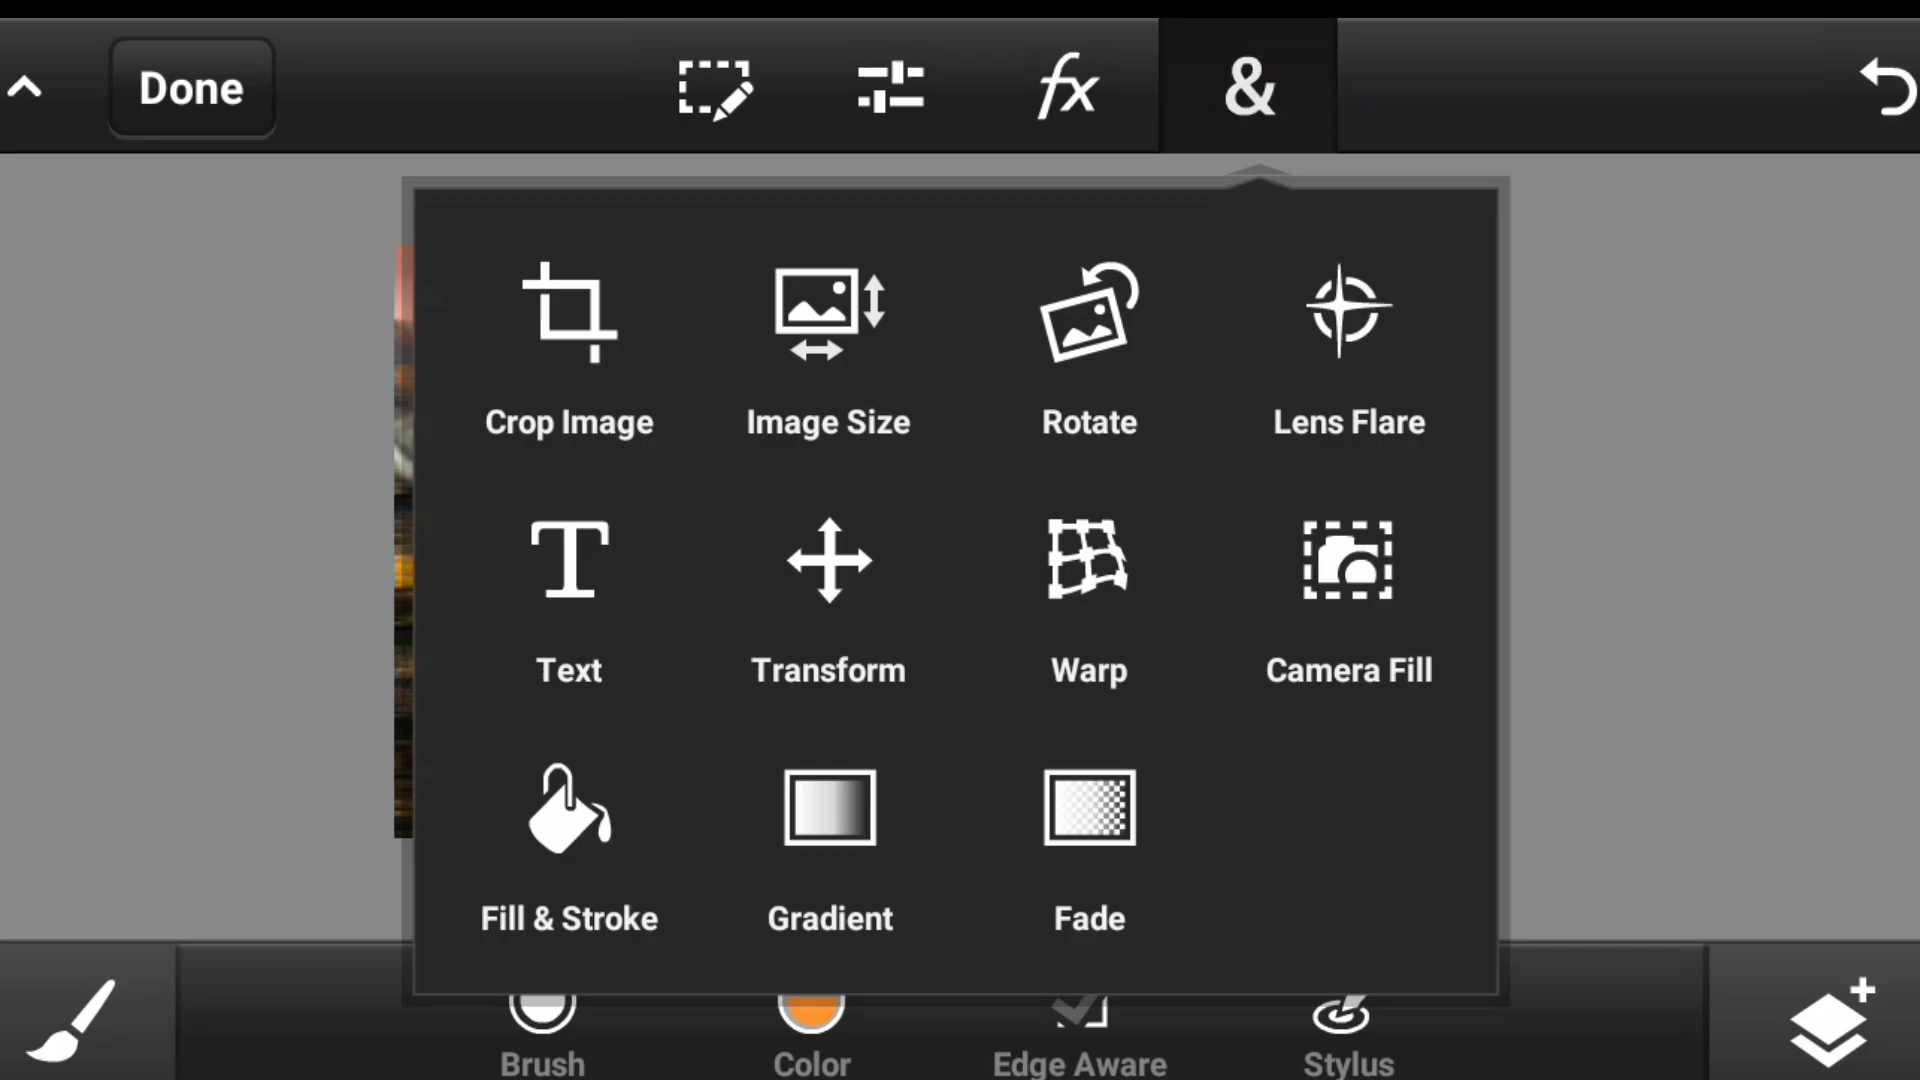 Done fx &
Crop Image Image Size Rotate Lens Flare
Text Transform Warp Camera Fill
Fill & Stroke Gradient Fade
Brush Color Edge Aware Stylus